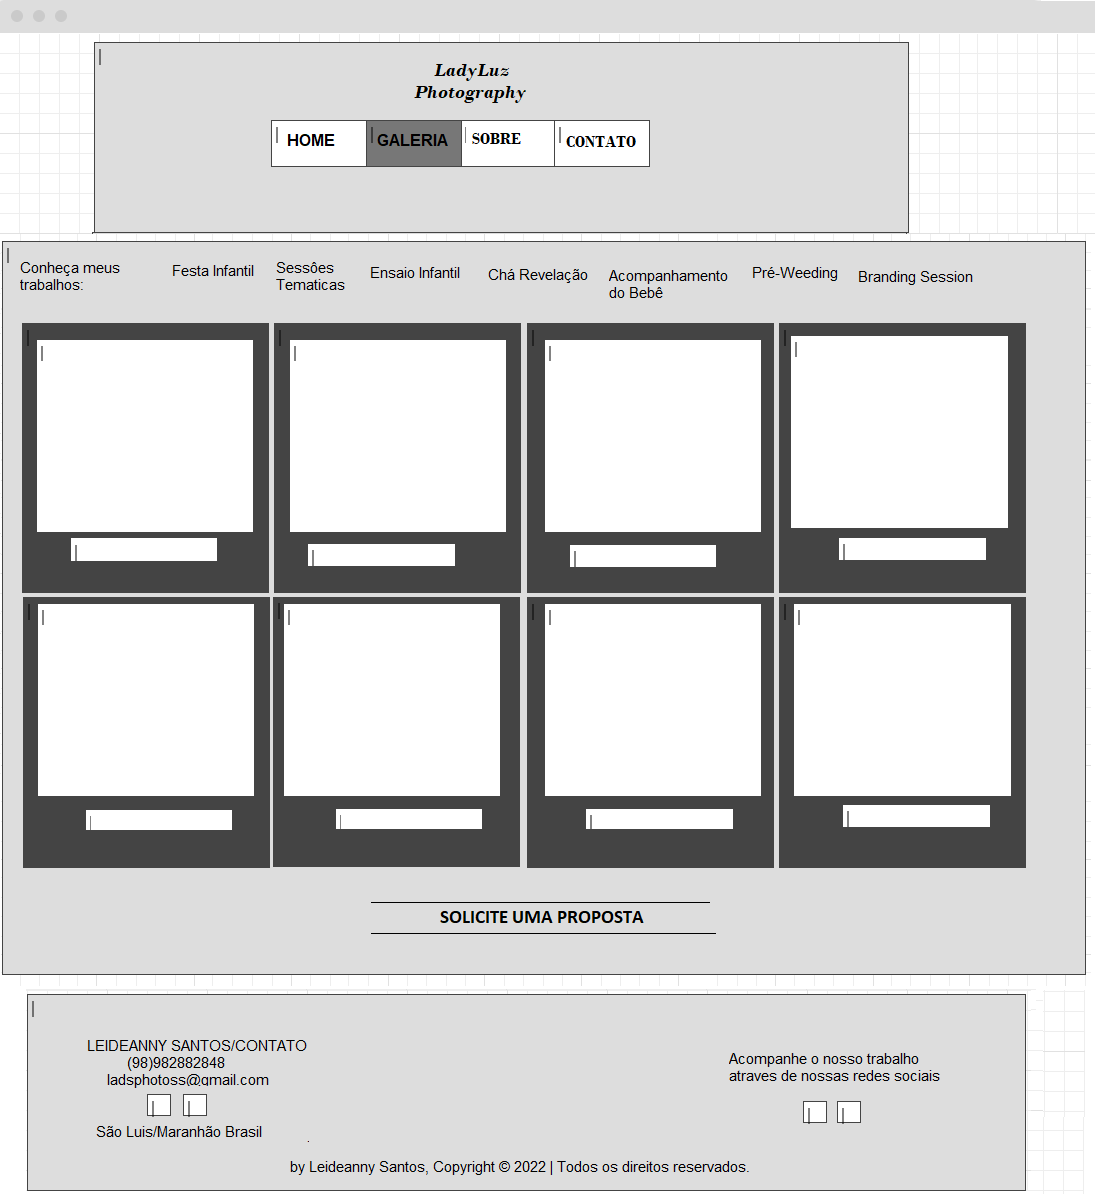 LadyLuz
Photography
HOME
GALERIA
SOBRE
CONTATO
Conheça meus
trabalhos:
Festa Infantil
Sessões
Tematicas
Ensaio Infantil
Chá Revelação
Acompanhamento
do Bebê
Pré-Weeding
Branding Session
SOLICITE UMA PROPOSTA
LEIDEANNY SANTOS/CONTATO
(98)982882848
ladsphotoss@gmail.com
São Luis/Maranhão Brasil
Acompanhe o nosso trabalho
atraves de nossas redes sociais
by Leideanny Santos, Copyright © 2022 | Todos os direitos reservados.